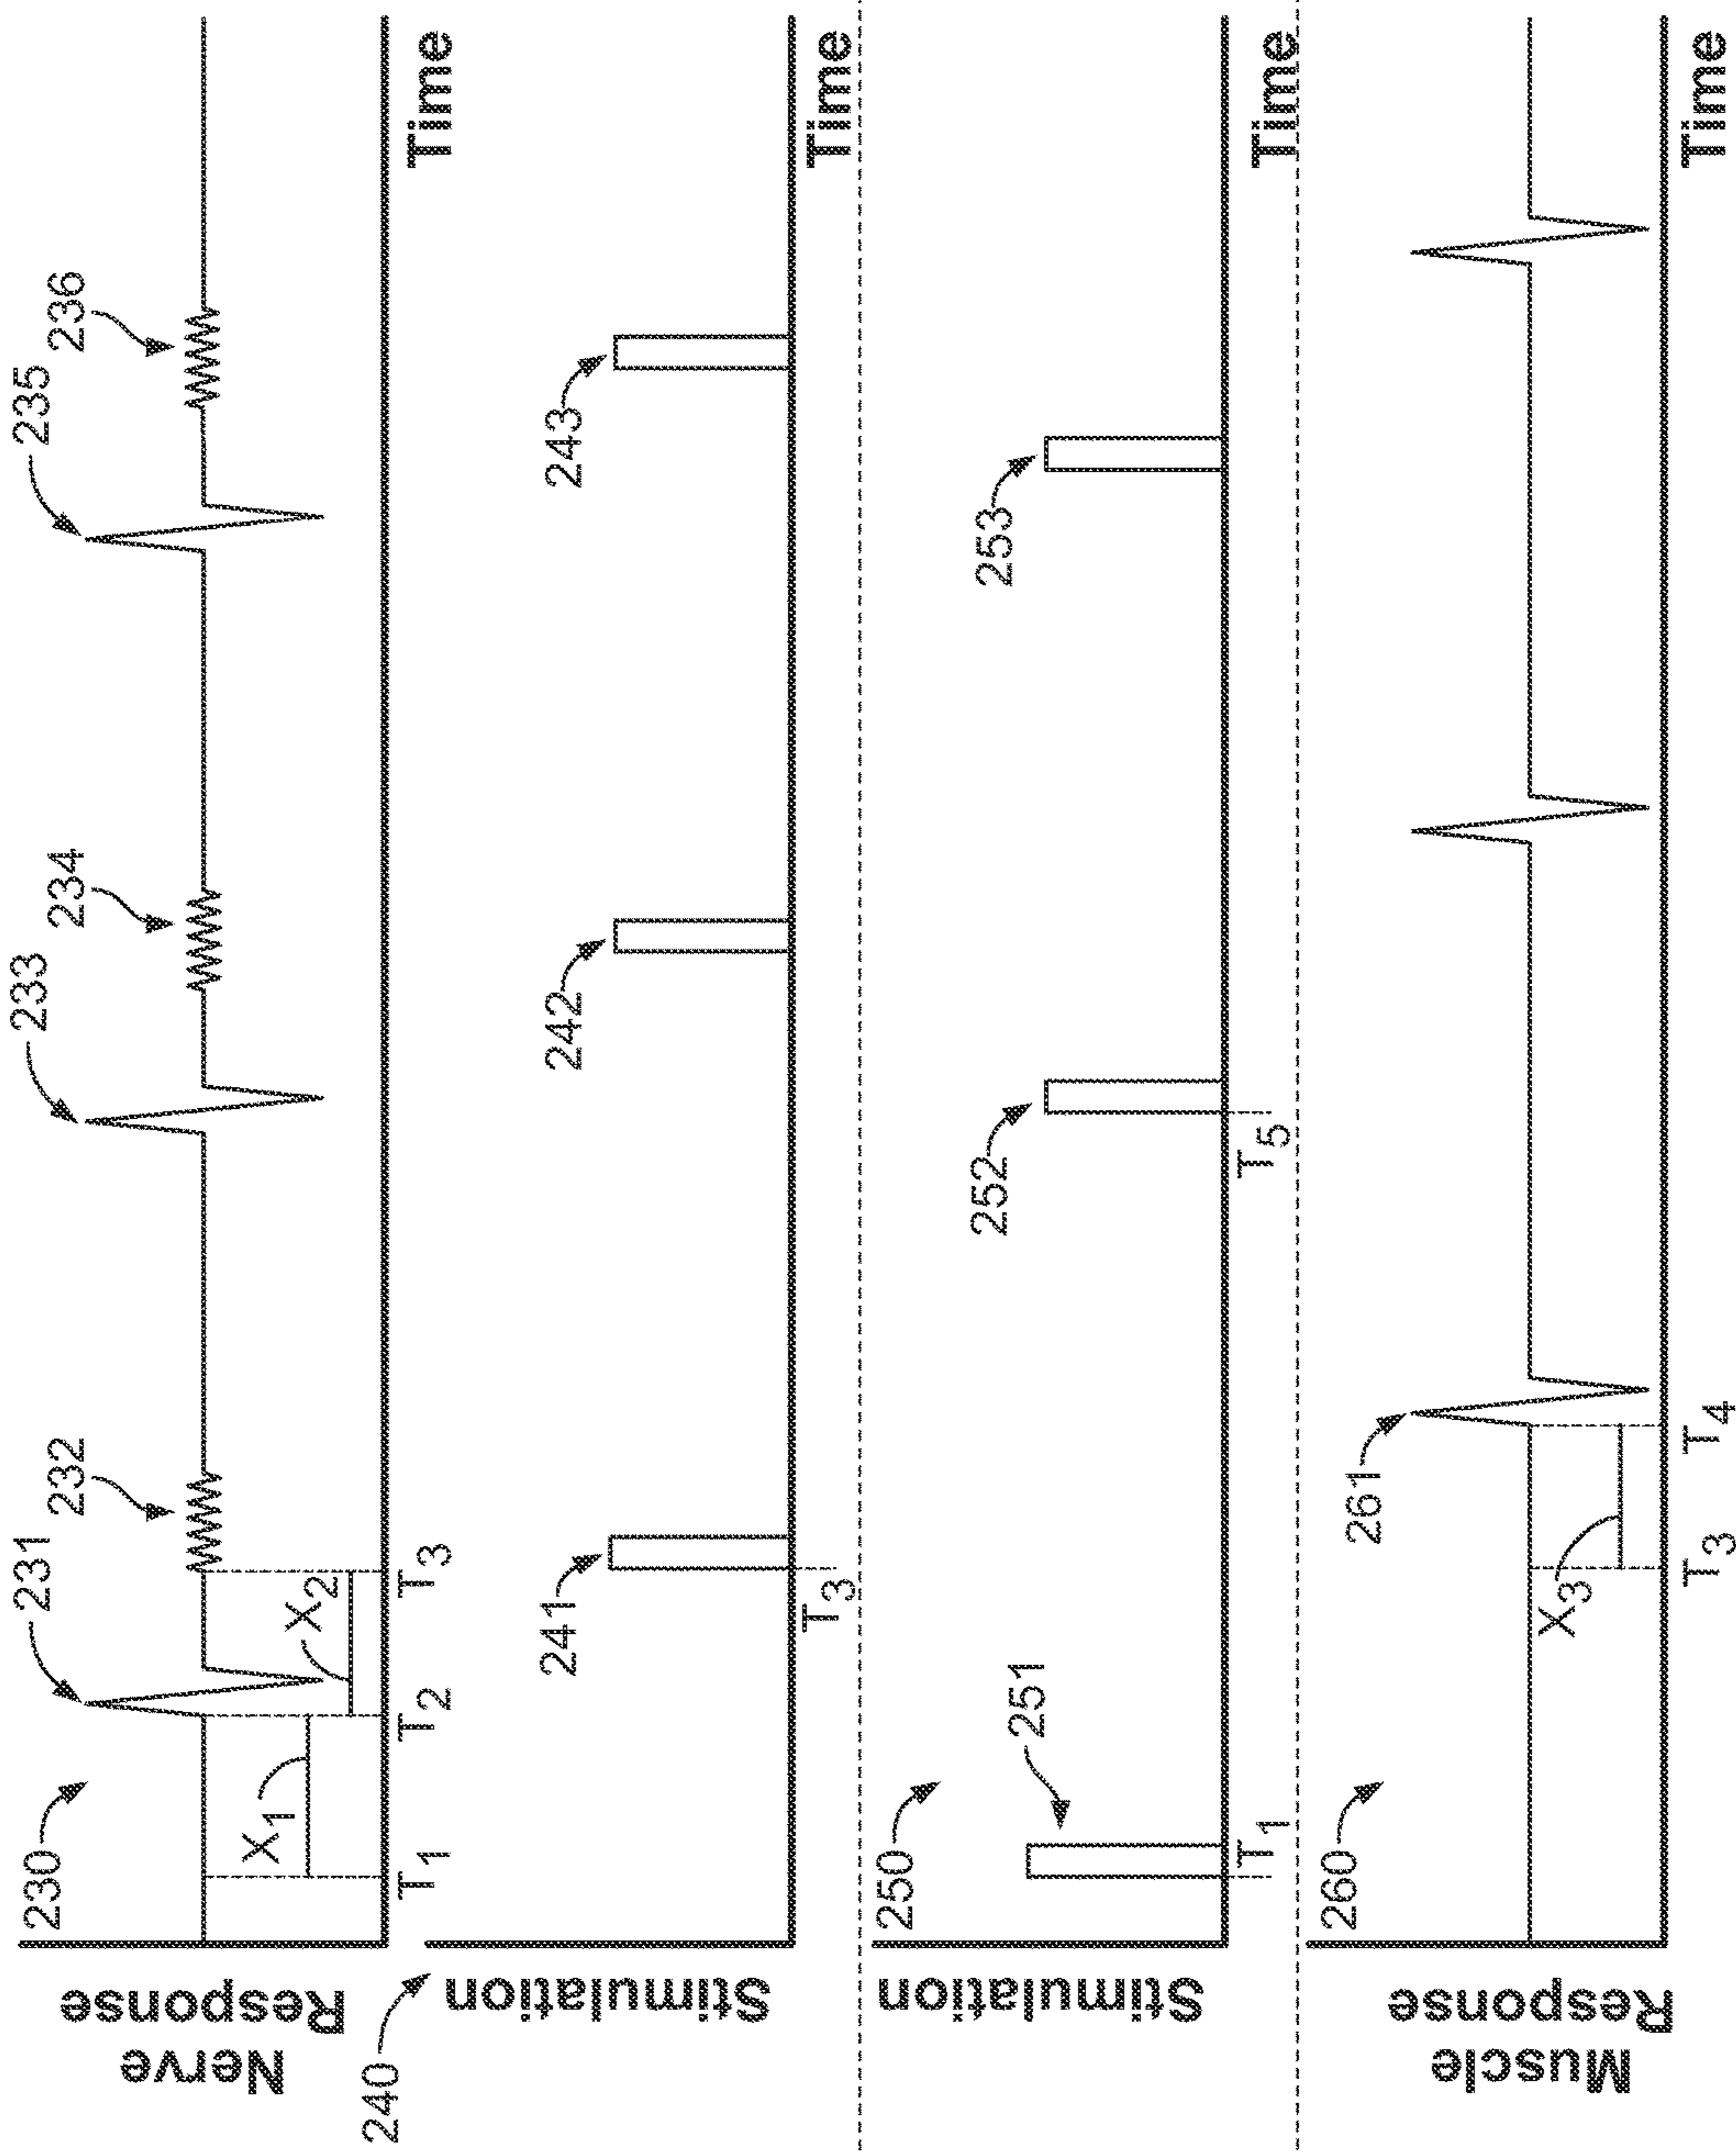 Nerve
Response
230
231
232
233
234
235
236
X1
X2
T1
T2
T3
Time
240
Stimulation
241
242
243
T3
Time
Stimulation
250
251
252
253
T1
T5
Time
Muscle
Response
260
261
X3
T3
T4
Time